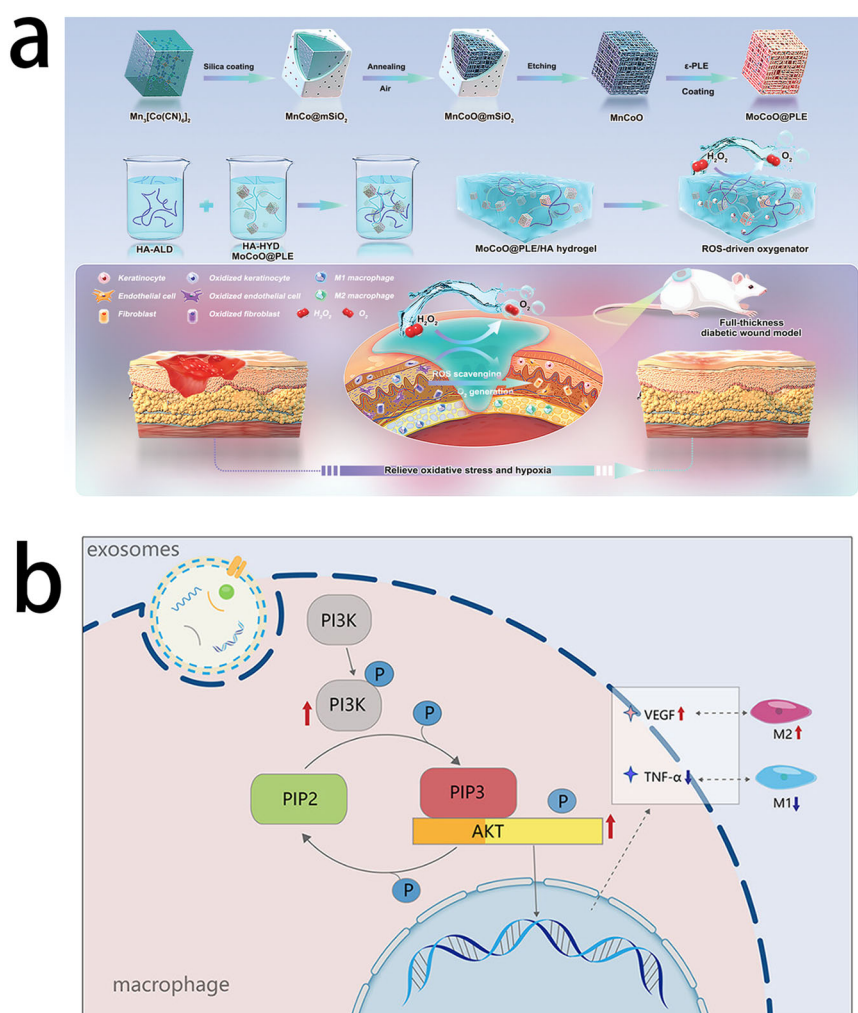 a
Silica coating
Annealing
Air
Etching
ε-PLE
Coating
Mn₃[Co(CN)₆]₂
MnCo@mSiO₂
MnCoO@mSiO₂
MnCoO
MoCoO@PLE
H₂O₂
O₂
HA-ALD
HA-HYD
MoCoO@PLE
MoCoO@PLE/HA hydrogel
ROS-driven oxygenator
Keratinocyte
Oxidized keratinocyte
M1 macrophage
Endothelial cell
Oxidized endothelial cell
M2 macrophage
Fibroblast
Oxidized fibroblast
H₂O₂
O₂
H₂O₂
O₂
Full-thickness
diabetic wound model
ROS scavenging
O₂ generation
Relieve oxidative stress and hypoxia
b
exosomes
PI3K
P
PI3K
P
VEGF
M2
PIP2
PIP3
TNF-α
M1
P
AKT
P
macrophage